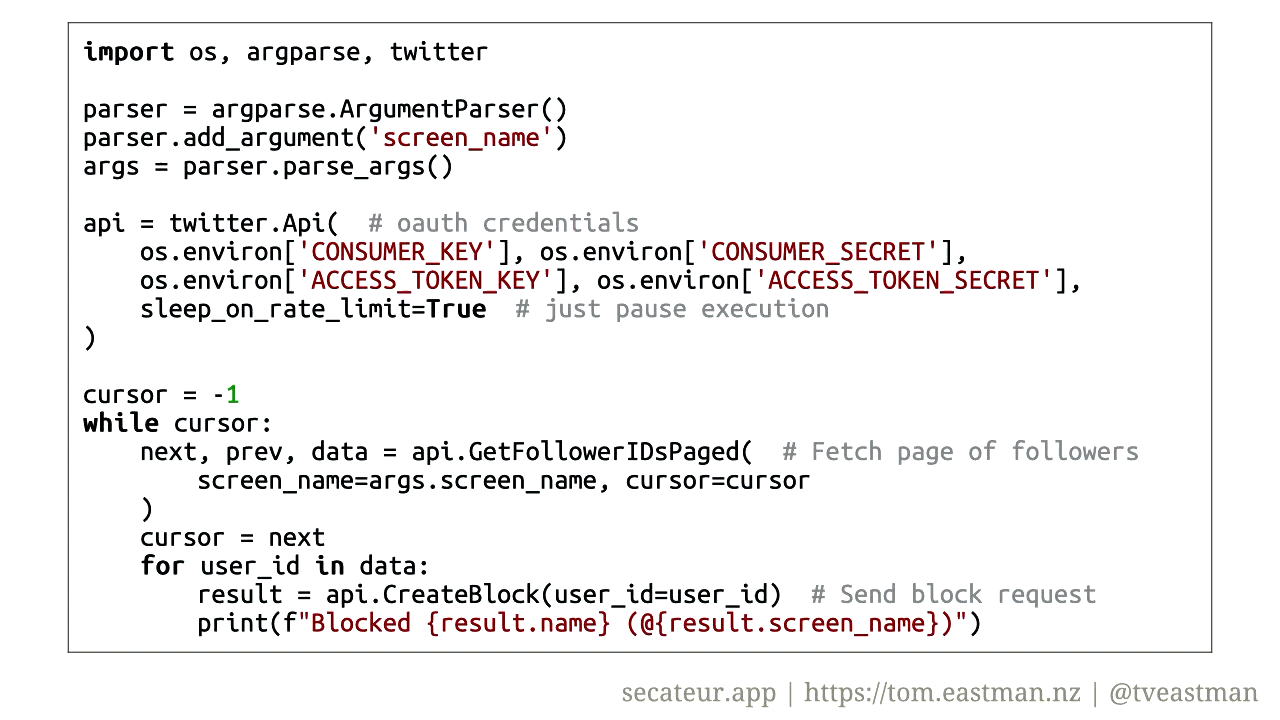 import os, argparse, twitter
parser = argparse.ArgumentParser()
parser.add_argument('screen_name')
args = parser.parse_args()
api = twitter.Api(  # oauth credentials
    os.environ['CONSUMER_KEY'], os.environ['CONSUMER_SECRET'],
    os.environ['ACCESS_TOKEN_KEY'], os.environ['ACCESS_TOKEN_SECRET'],
    sleep_on_rate_limit=True  # just pause execution
)
cursor = -1
while cursor:
    next, prev, data = api.GetFollowerIDsPaged(  # Fetch page of followers
        screen_name=args.screen_name, cursor=cursor
    )
    cursor = next
    for user_id in data:
        result = api.CreateBlock(user_id=user_id)  # Send block request
        print(f"Blocked {result.name} (@{result.screen_name})")
secateur.app | https://tom.eastman.nz | @tveastman